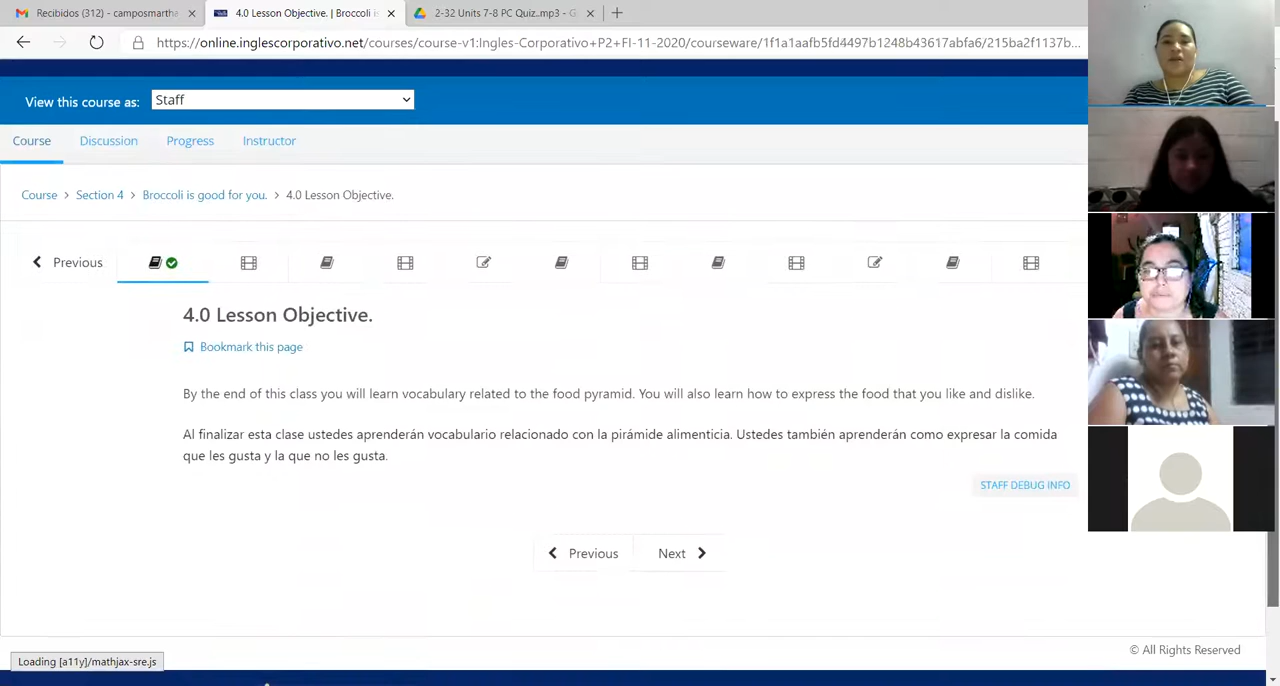 Recibidos (312) - camposmartha
4.0 Lesson Objective. | Broccoli is
2-32 Units 7-8 PC Quiz..mp3 - G
https://online.inglescorporativo.net/courses/course-v1:Ingles-Corporativo+P2+FI-11-2020/courseware/1f1a1aafb5fd4497b1248b43617abfa6/215ba2f1137b...
View this course as: Staff
Course Discussion Progress Instructor
Course > Section 4 > Broccoli is good for you. > 4.0 Lesson Objective.
Previous
4.0 Lesson Objective.
Bookmark this page
By the end of this class you will learn vocabulary related to the food pyramid. You will also learn how to express the food that you like and dislike.
Al finalizar esta clase ustedes aprenderán vocabulario relacionado con la pirámide alimenticia. Ustedes también aprenderán como expresar la comida
que les gusta y la que no les gusta.
STAFF DEBUG INFO
Previous Next
© All Rights Reserved
Loading [a11y]/mathjax-sre.js